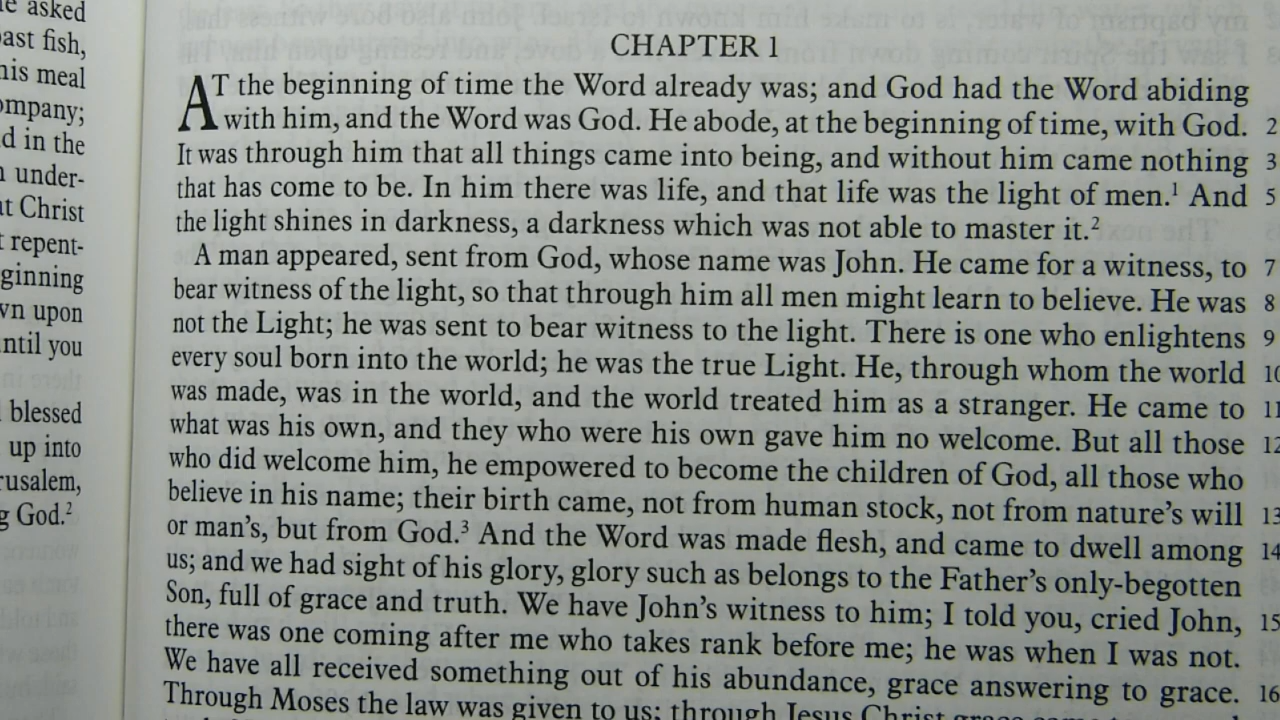 e asked
ast fish,
his meal
ompany;
d in the
under-
at Christ
repent-
ginning
wn upon
ntil you
blessed
up into
rusalem,
g God.²
CHAPTER 1
AT the beginning of time the Word already was; and God had the Word abiding
with him, and the Word was God. He abode, at the beginning of time, with God. 2
It was through him that all things came into being, and without him came nothing 3
that has come to be. In him there was life, and that life was the light of men.¹ And 5
the light shines in darkness, a darkness which was not able to master it.²
A man appeared, sent from God, whose name was John. He came for a witness, to 7
bear witness of the light, so that through him all men might learn to believe. He was 8
not the Light; he was sent to bear witness to the light. There is one who enlightens 9
every soul born into the world; he was the true Light. He, through whom the world 10
was made, was in the world, and the world treated him as a stranger. He came to 11
what was his own, and they who were his own gave him no welcome. But all those 12
who did welcome him, he empowered to become the children of God, all those who
believe in his name; their birth came, not from human stock, not from nature's will 13
or man's, but from God.³ And the Word was made flesh, and came to dwell among 14
us; and we had sight of his glory, glory such as belongs to the Father's only-begotten
Son, full of grace and truth. We have John's witness to him; I told you, cried John, 15
there was one coming after me who takes rank before me; he was when I was not.
We have all received something out of his abundance, grace answering to grace. 16
Through Moses the law was given to us; through Jesus Christ grace came